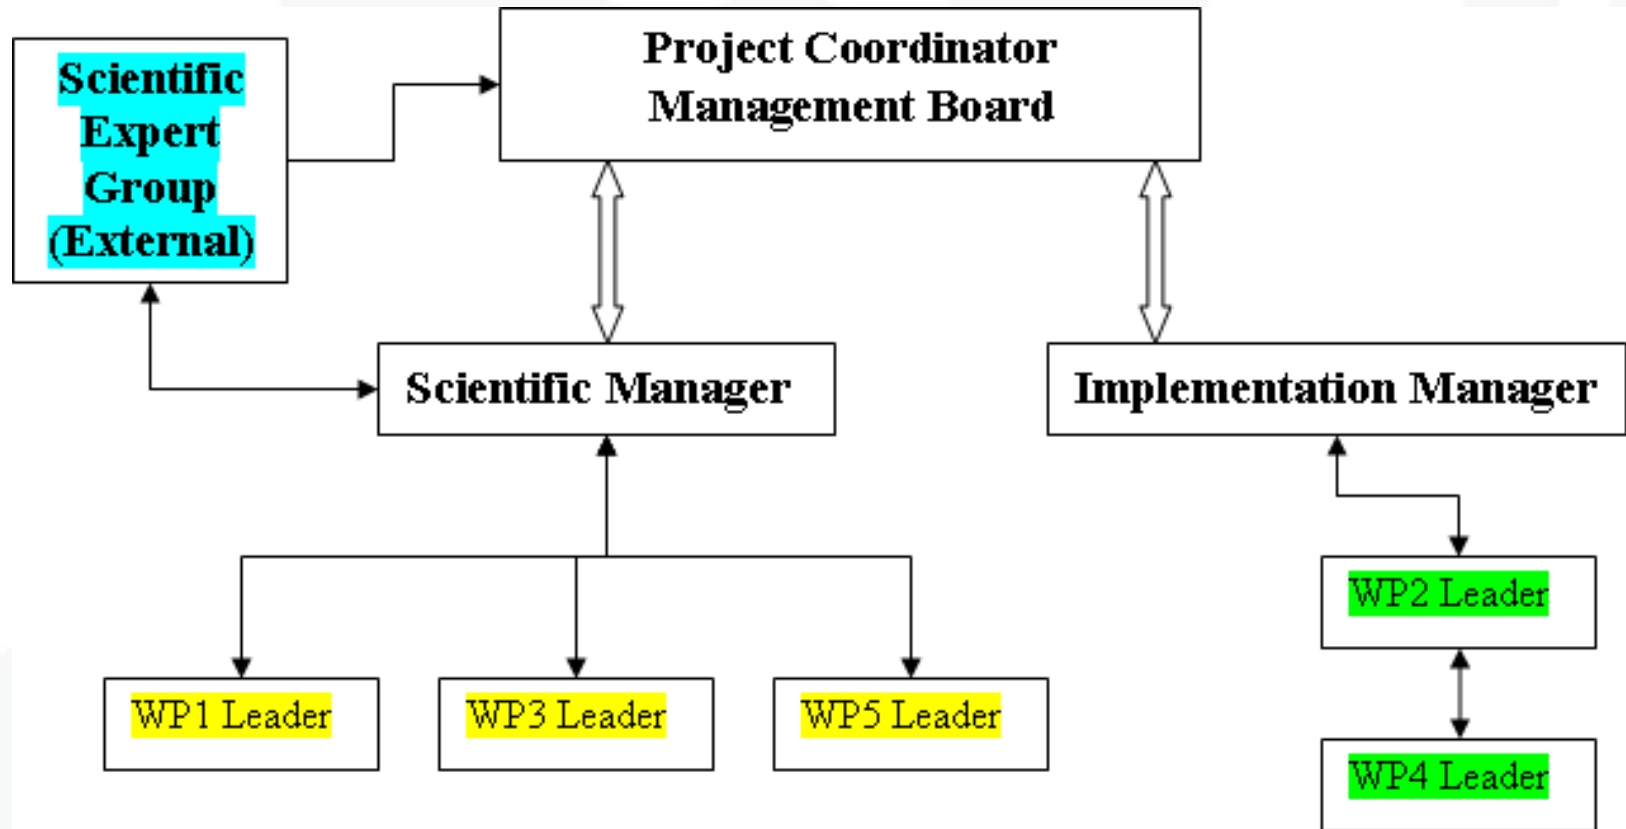 Project Coordinator
Management Board
Scientific
Expert
Group
(External)
Scientific Manager
Implementation Manager
WP2 Leader
WP1 Leader
WP3 Leader
WP5 Leader
WP4 Leader